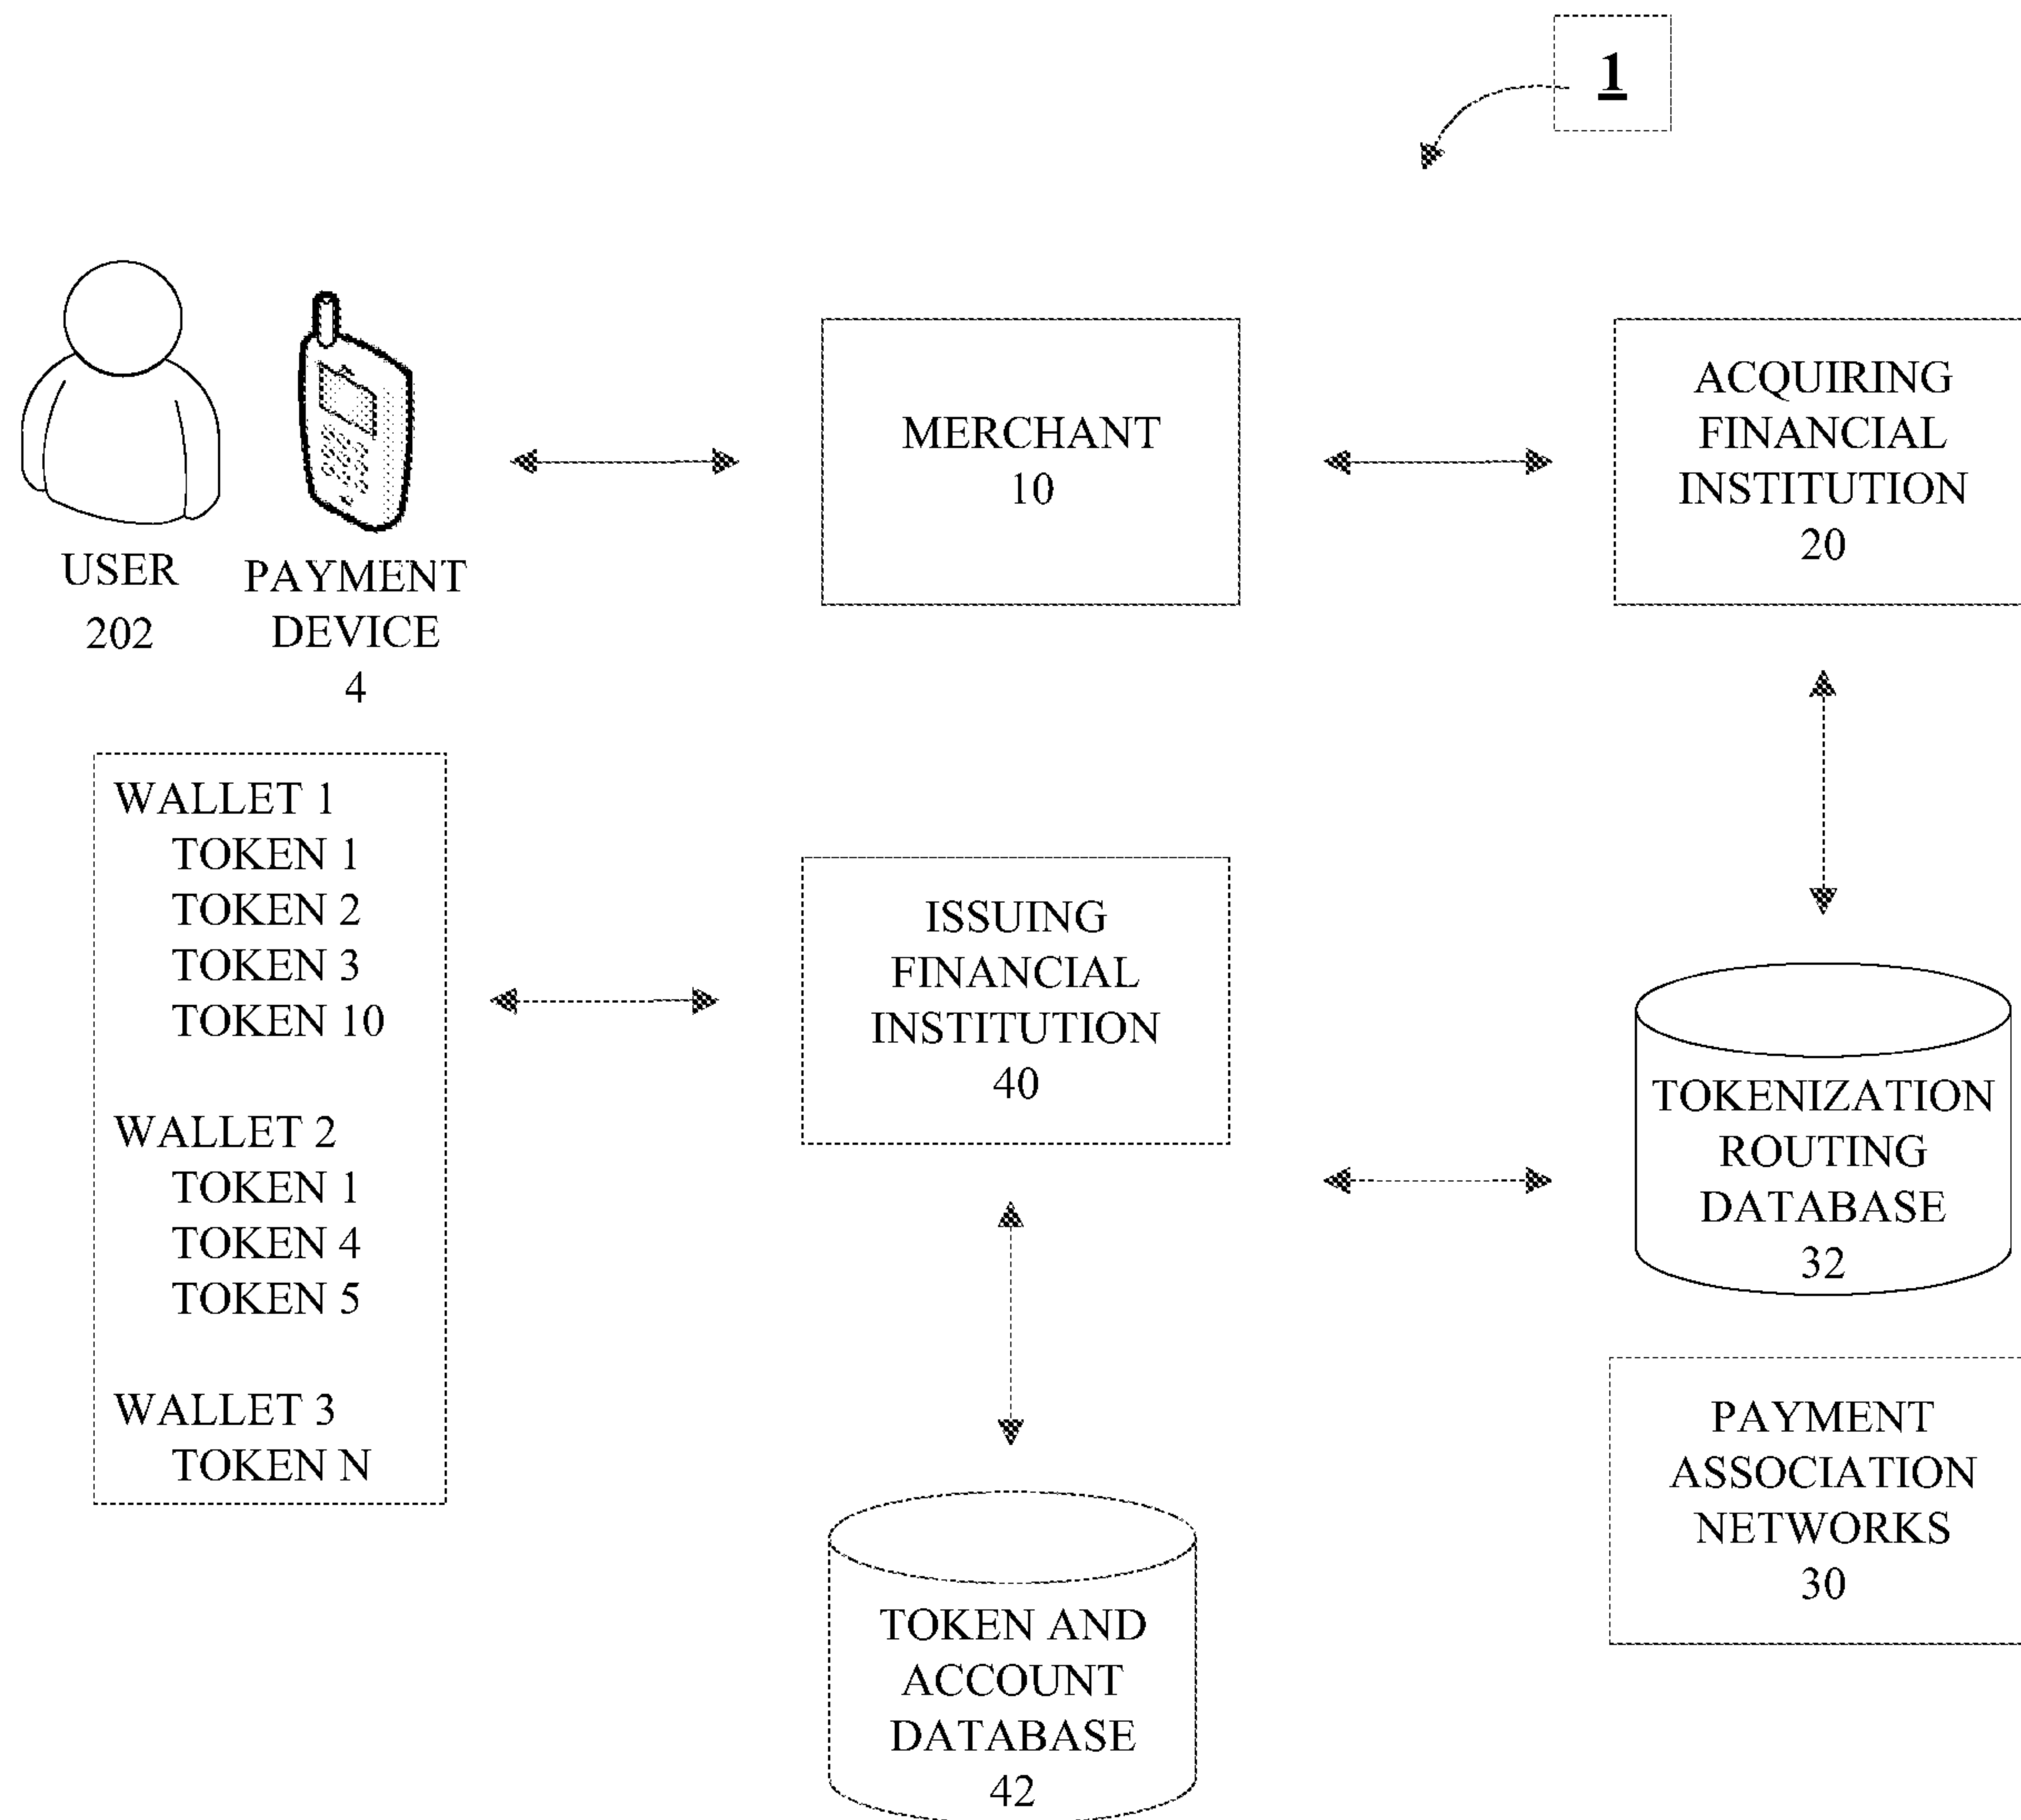 1
USER
202
PAYMENT
DEVICE
4
MERCHANT
10
ACQUIRING
FINANCIAL
INSTITUTION
20
WALLET 1
TOKEN 1
TOKEN 2
TOKEN 3
TOKEN 10
WALLET 2
TOKEN 1
TOKEN 4
TOKEN 5
WALLET 3
TOKEN N
ISSUING
FINANCIAL
INSTITUTION
40
TOKENIZATION
ROUTING
DATABASE
32
PAYMENT
ASSOCIATION
NETWORKS
30
TOKEN AND
ACCOUNT
DATABASE
42